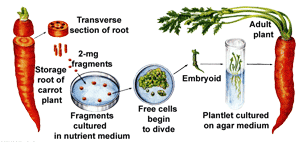 Transverse
section of root
2-mg
fragments
Storage
root of
carrot
plant
Fragments
cultured
in nutrient medium
Free cells
begin
to divde
Embryoid
Plantlet cultured
on agar medium
Adult
plant